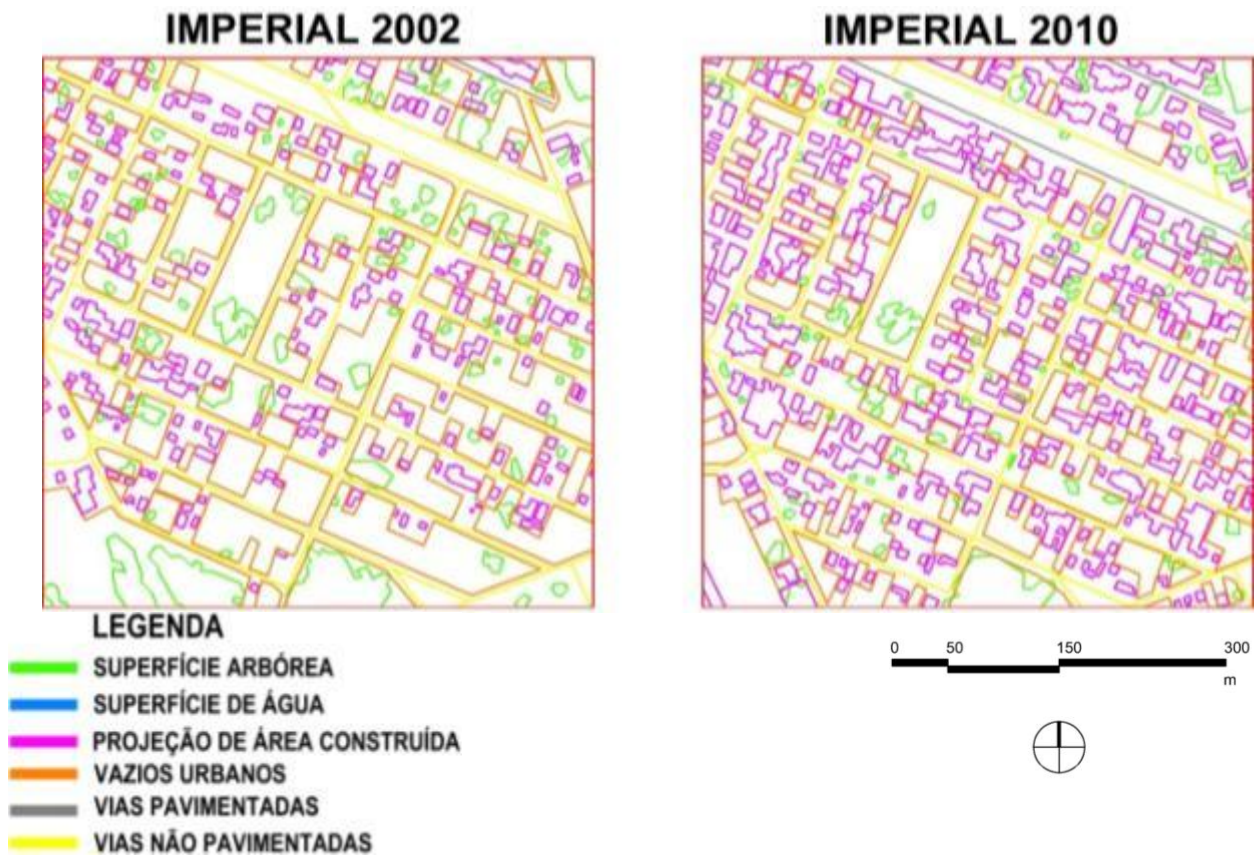 IMPERIAL 2002
IMPERIAL 2010
LEGENDA
SUPERFÍCIE ARBÓREA
SUPERFÍCIE DE ÁGUA
PROJEÇÃO DE ÁREA CONSTRUÍDA
VAZIOS URBANOS
VIAS PAVIMENTADAS
VIAS NÃO PAVIMENTADAS
0 50 150 300
m